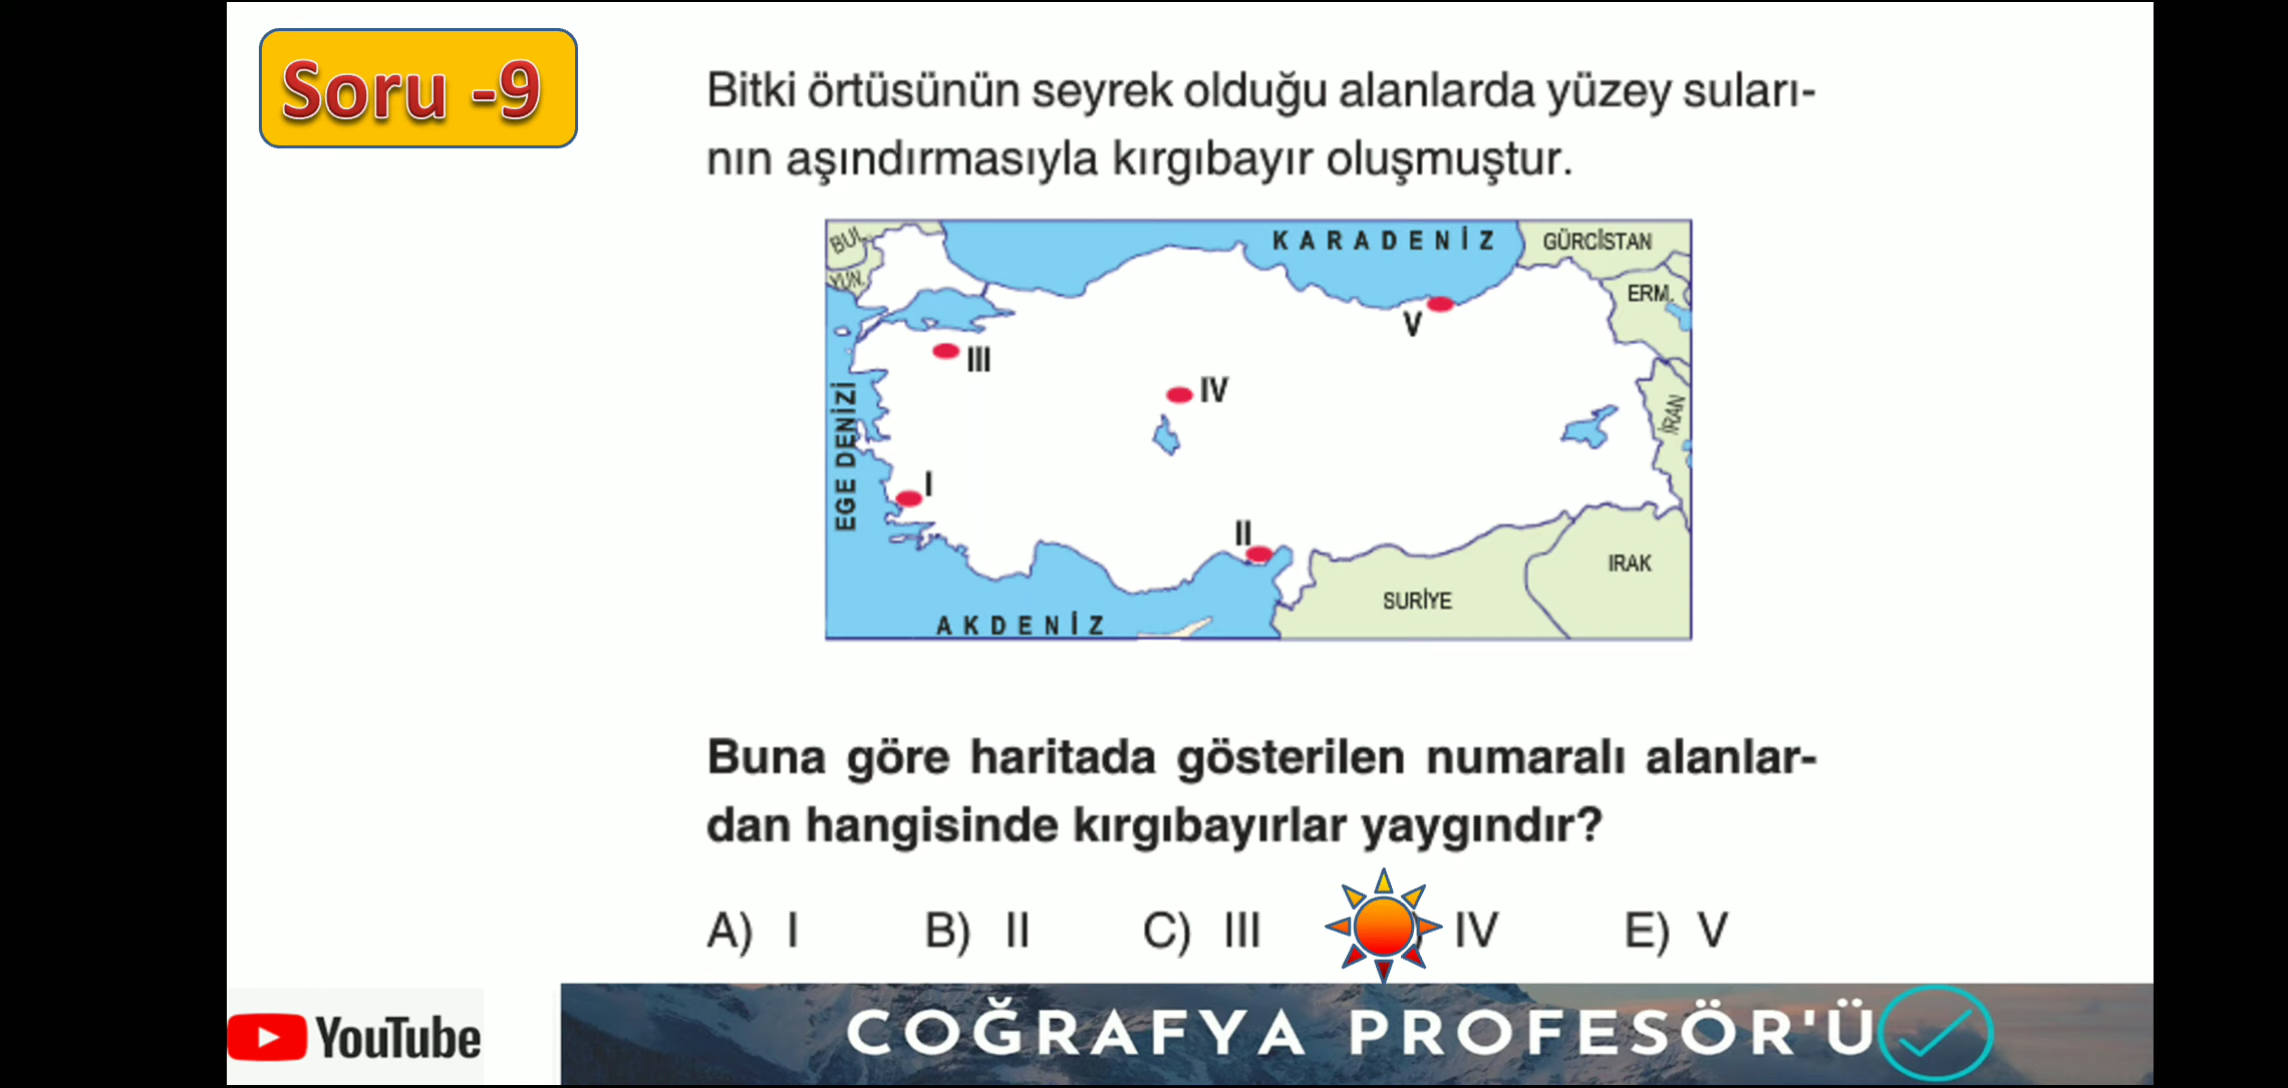 Soru -9
Bitki örtüsünün seyrek olduğu alanlarda yüzey suları-
nın aşındırmasıyla kırgıbayır oluşmuştur.
BUL.
KARADENİZ
GÜRCİSTAN
YUN.
ERM.
V
III
IV
EGE DENİZİ
İRAN
I
II
IRAK
SURİYE
AKDENİZ
Buna göre haritada gösterilen numaralı alanlar-
dan hangisinde kırgıbayırlar yaygındır?
A) I B) II C) III ) IV E) V
YouTube
COĞRAFYA PROFESÖR'Ü